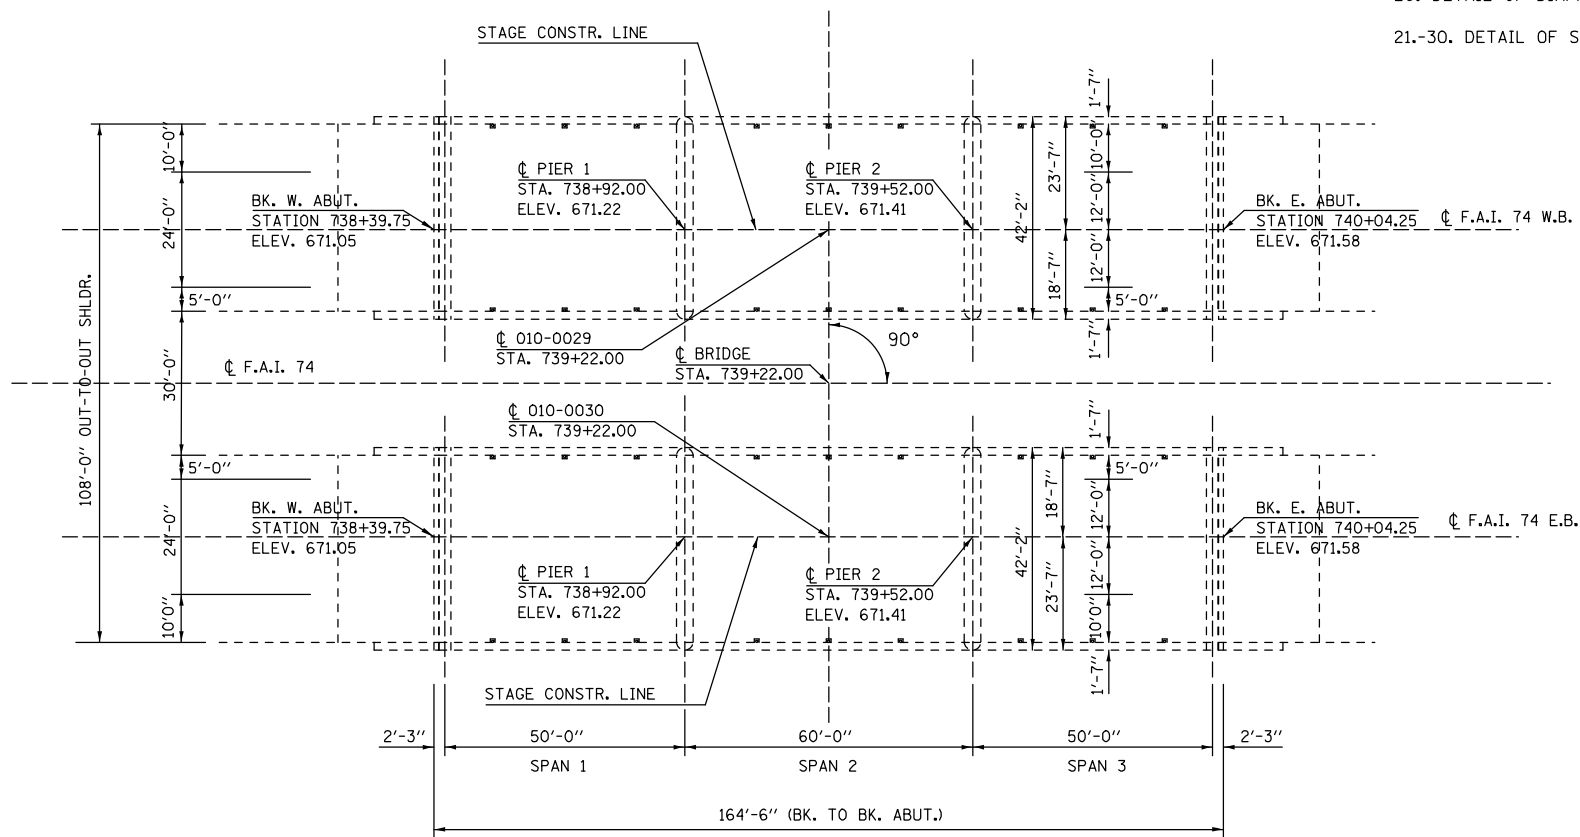 21.-30. DETAIL OF S
STAGE CONSTR. LINE
1'-7"
10'-0"
24'-0"
5'-0"
108'-0" OUT-TO-OUT SHLDR.
BK. W. ABUT.
STATION 738+39.75
ELEV. 671.05
℄ PIER 1
STA. 738+92.00
ELEV. 671.22
℄ PIER 2
STA. 739+52.00
ELEV. 671.41
42'-2"
23'-7"
18'-7"
10'-0"
12'-0"
12'-0"
5'-0"
1'-7"
BK. E. ABUT.
STATION 740+04.25
ELEV. 671.58
℄ F.A.I. 74 W.B.
℄ 010-0029
STA. 739+22.00
℄ BRIDGE
STA. 739+22.00
90°
℄ F.A.I. 74
30'-0"
℄ 010-0030
STA. 739+22.00
1'-7"
5'-0"
24'-0"
10'0"
BK. W. ABUT.
STATION 738+39.75
ELEV. 671.05
℄ PIER 1
STA. 738+92.00
ELEV. 671.22
℄ PIER 2
STA. 739+52.00
ELEV. 671.41
42'-2"
18'-7"
23'-7"
5'-0"
12'-0"
12'-0"
10'0"
1'-7"
BK. E. ABUT.
STATION 740+04.25
ELEV. 671.58
℄ F.A.I. 74 E.B.
STAGE CONSTR. LINE
2'-3"
50'-0"
60'-0"
50'-0"
2'-3"
SPAN 1
SPAN 2
SPAN 3
164'-6" (BK. TO BK. ABUT.)